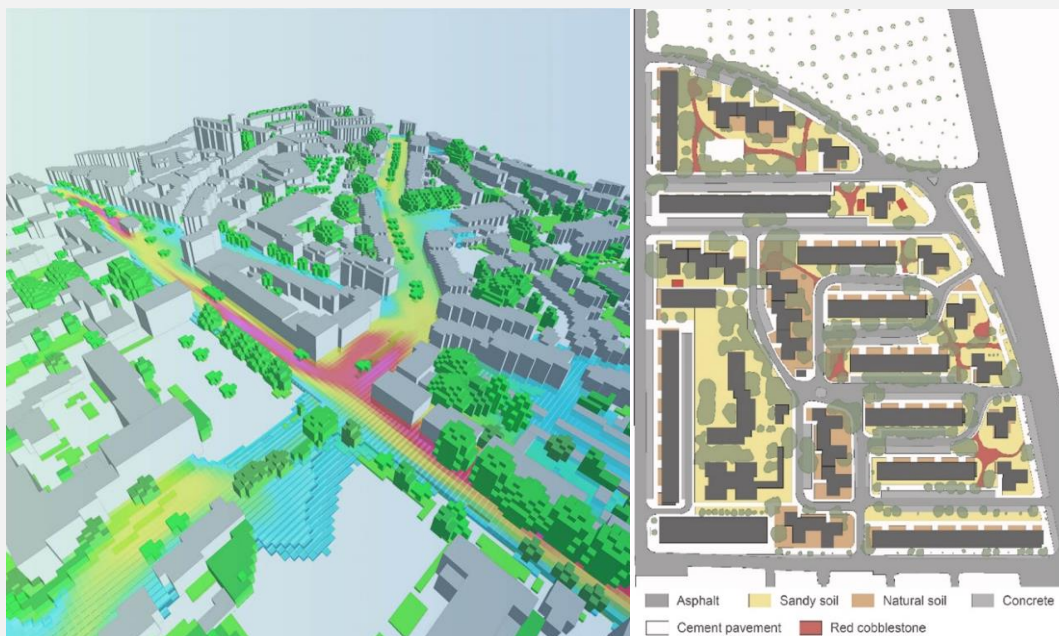 Asphalt Sandy soil Natural soil Concrete
Cement pavement Red cobblestone